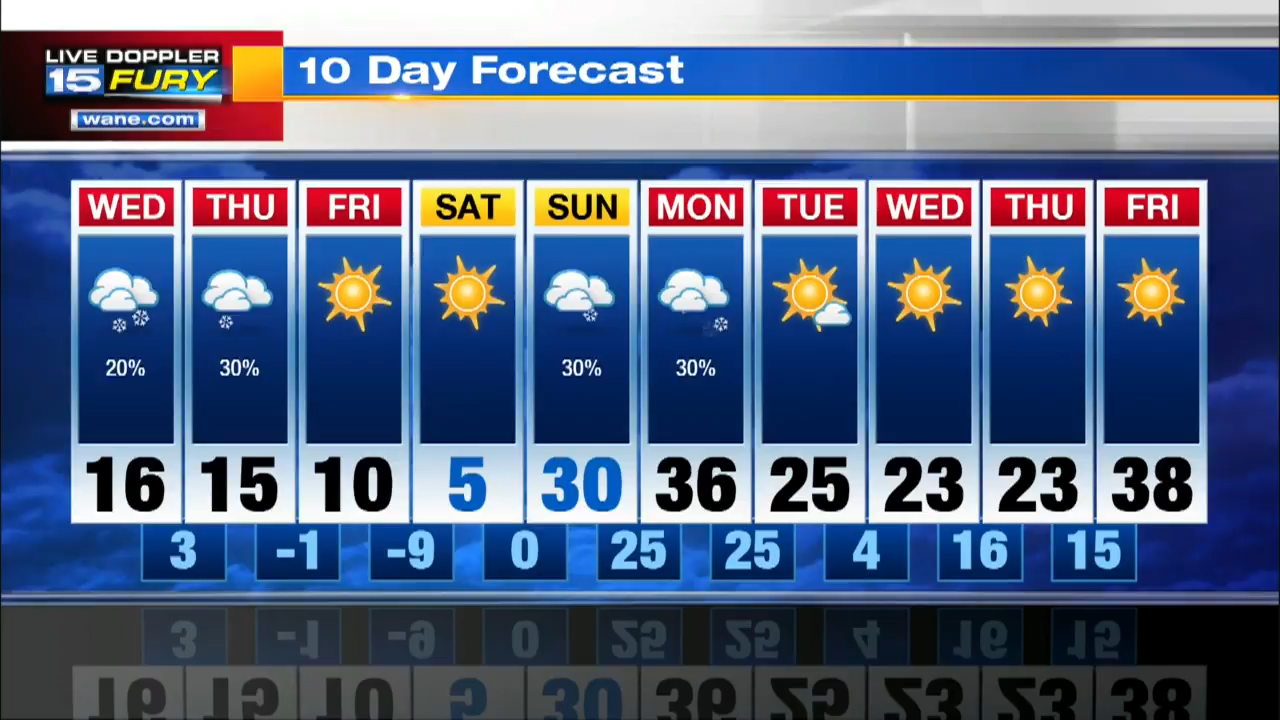 LIVE DOPPLER
15 FURY
wane.com
10 Day Forecast
WED THU FRI SAT SUN MON TUE WED THU FRI
20% 30% 30% 30%
16 15 10 5 30 36 25 23 23 38
3 -1 -9 0 25 25 4 16 15